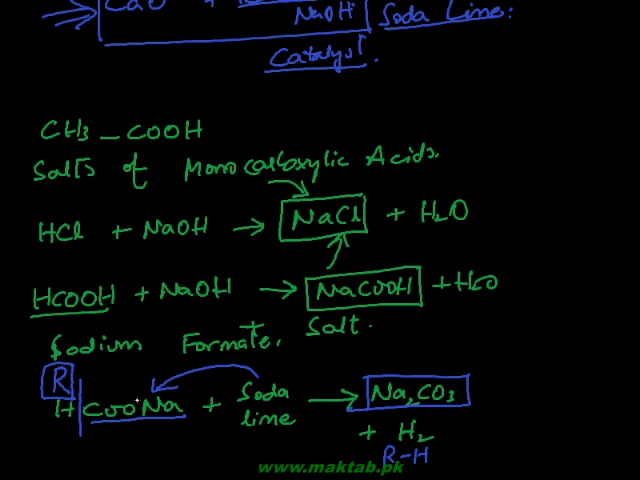 CaO + NaOH Soda Lime:
Catalyst.
CH3 - COOH
Salts of Monocarboxylic Acids.
HCl + NaOH → NaCl + H2O
HCOOH + NaOH → NaCOOH + H2O
Sodium Formate. Salt.
R
H COONa + Soda lime → Na2CO3
+ H2
R-H
www.maktab.pk